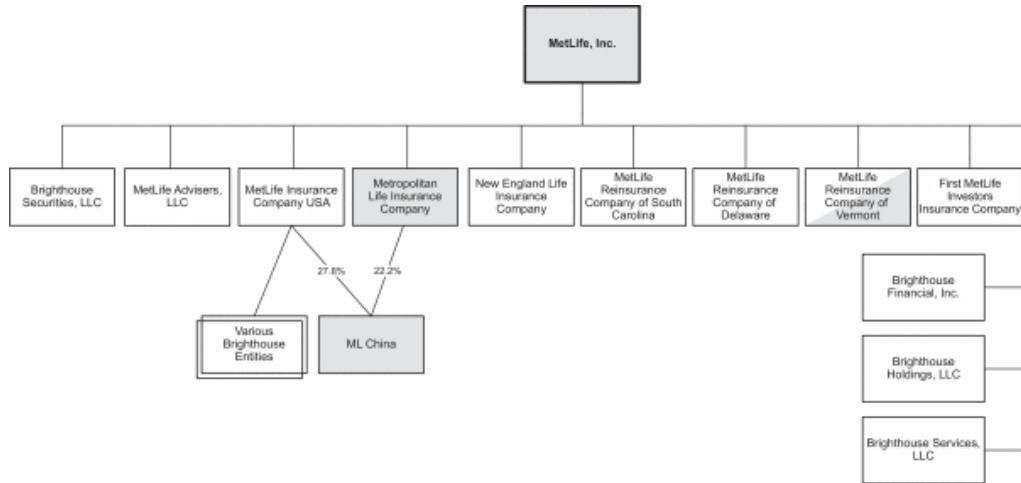 MetLife, Inc.
Brighthouse
Securities, LLC
MetLife Advisers,
LLC
MetLife Insurance
Company USA
Metropolitan
Life Insurance
Company
New England Life
Insurance
Company
MetLife
Reinsurance
Company of South
Carolina
MetLife
Reinsurance
Company of
Delaware
MetLife
Reinsurance
Company of
Vermont
First MetLife
Investors
Insurance Company
27.8%
22.2%
Various
Brighthouse
Entities
ML China
Brighthouse
Financial, Inc.
Brighthouse
Holdings, LLC
Brighthouse Services,
LLC